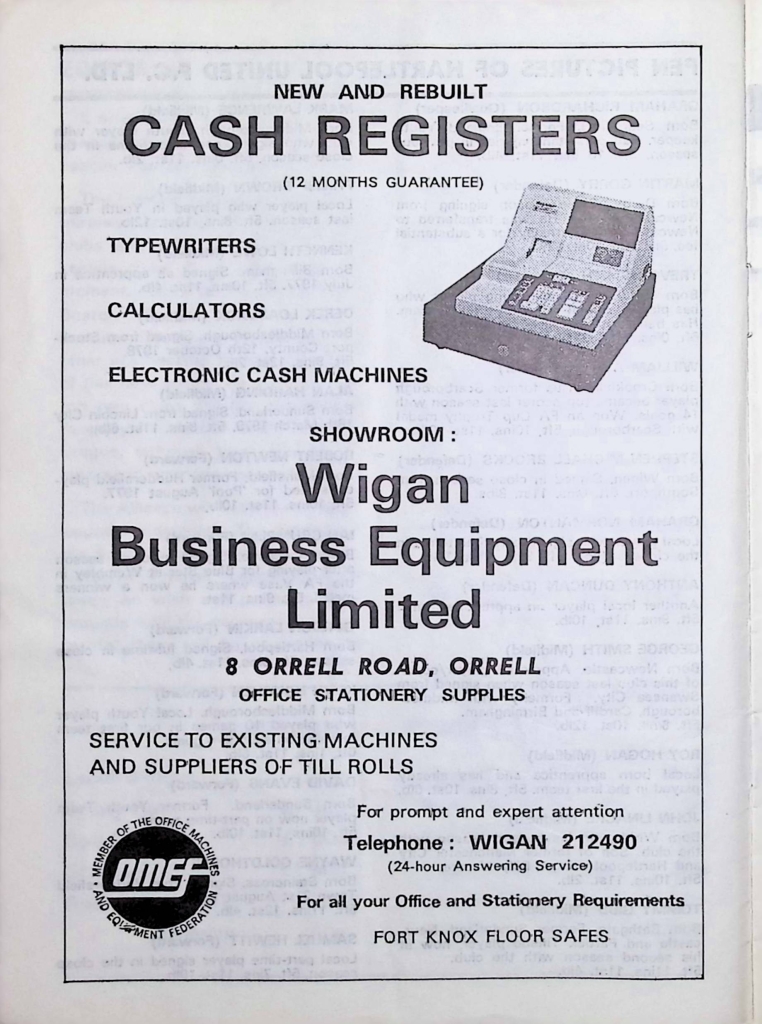 NEW AND REBUILT
CASH REGISTERS
(12 MONTHS GUARANTEE)
TYPEWRITERS
CALCULATORS
ELECTRONIC CASH MACHINES
SHOWROOM :
Wigan
Business Equipment
Limited
8 ORRELL ROAD, ORRELL
OFFICE STATIONERY SUPPLIES
SERVICE TO EXISTING MACHINES
AND SUPPLIERS OF TILL ROLLS
For prompt and expert attention
Telephone : WIGAN 212490
(24-hour Answering Service)
For all your Office and Stationery Requirements
FORT KNOX FLOOR SAFES
MEMBER OF THE OFFICE MACHINES
omef
AND EQUIPMENT FEDERATION